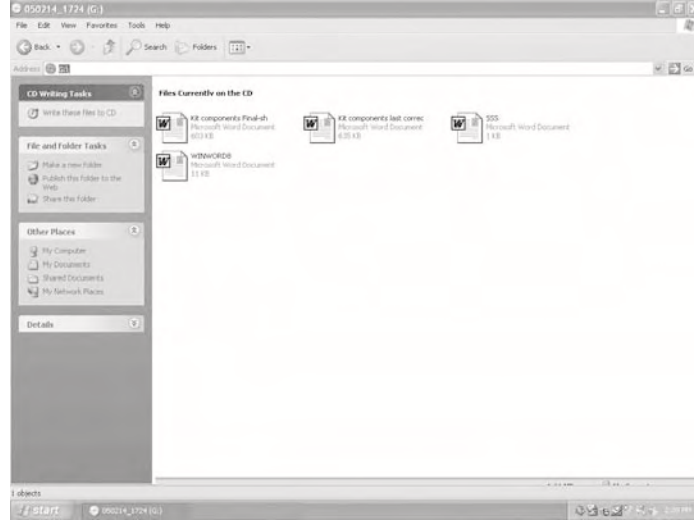 050214_1724 (G:)
File Edit View Favorites Tools Help
Back Search Folders
Address Go
CD Writing Tasks
Write these files to CD
File and Folder Tasks
Make a new folder
Publish this folder to the
Web
Share this folder
Other Places
My Computer
My Documents
Shared Documents
My Network Places
Details
Files Currently on the CD
Kit components Final-sh
Microsoft Word Document
603 KB
Kit components last correc
Microsoft Word Document
635 KB
SSS
Microsoft Word Document
1 KB
WINWORD8
Microsoft Word Document
11 KB
objects
start
050214_1724 (G:)